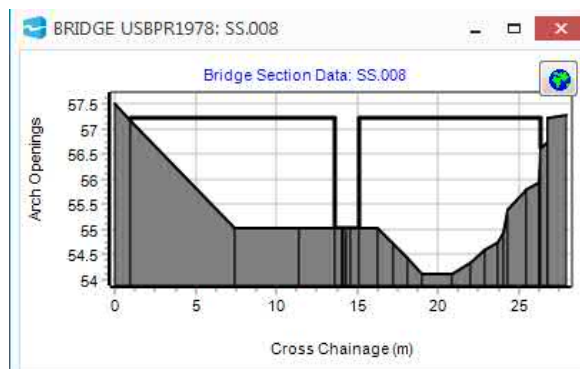 BRIDGE USBPR1978: SS.008
Bridge Section Data: SS.008
Arch Openings
57.5
57
56.5
56
55.5
55
54.5
54
0 5 10 15 20 25
Cross Chainage (m)